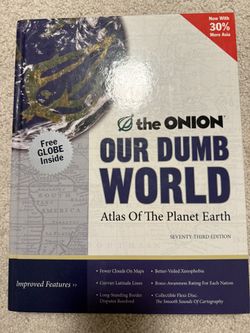 Now With
30%
More Asia
Free
GLOBE
Inside
the ONION®
OUR DUMB
WORLD
Atlas Of The Planet Earth
SEVENTY-THIRD EDITION
Improved Features >>
• Fewer Clouds On Maps
• Curvier Latitude Lines
• Long-Standing Border
Disputes Resolved
• Better-Veiled Xenophobia
• Bonus Awareness Rating For Each Nation
• Collectible Flexi-Disc:
The Smooth Sounds Of Cartography